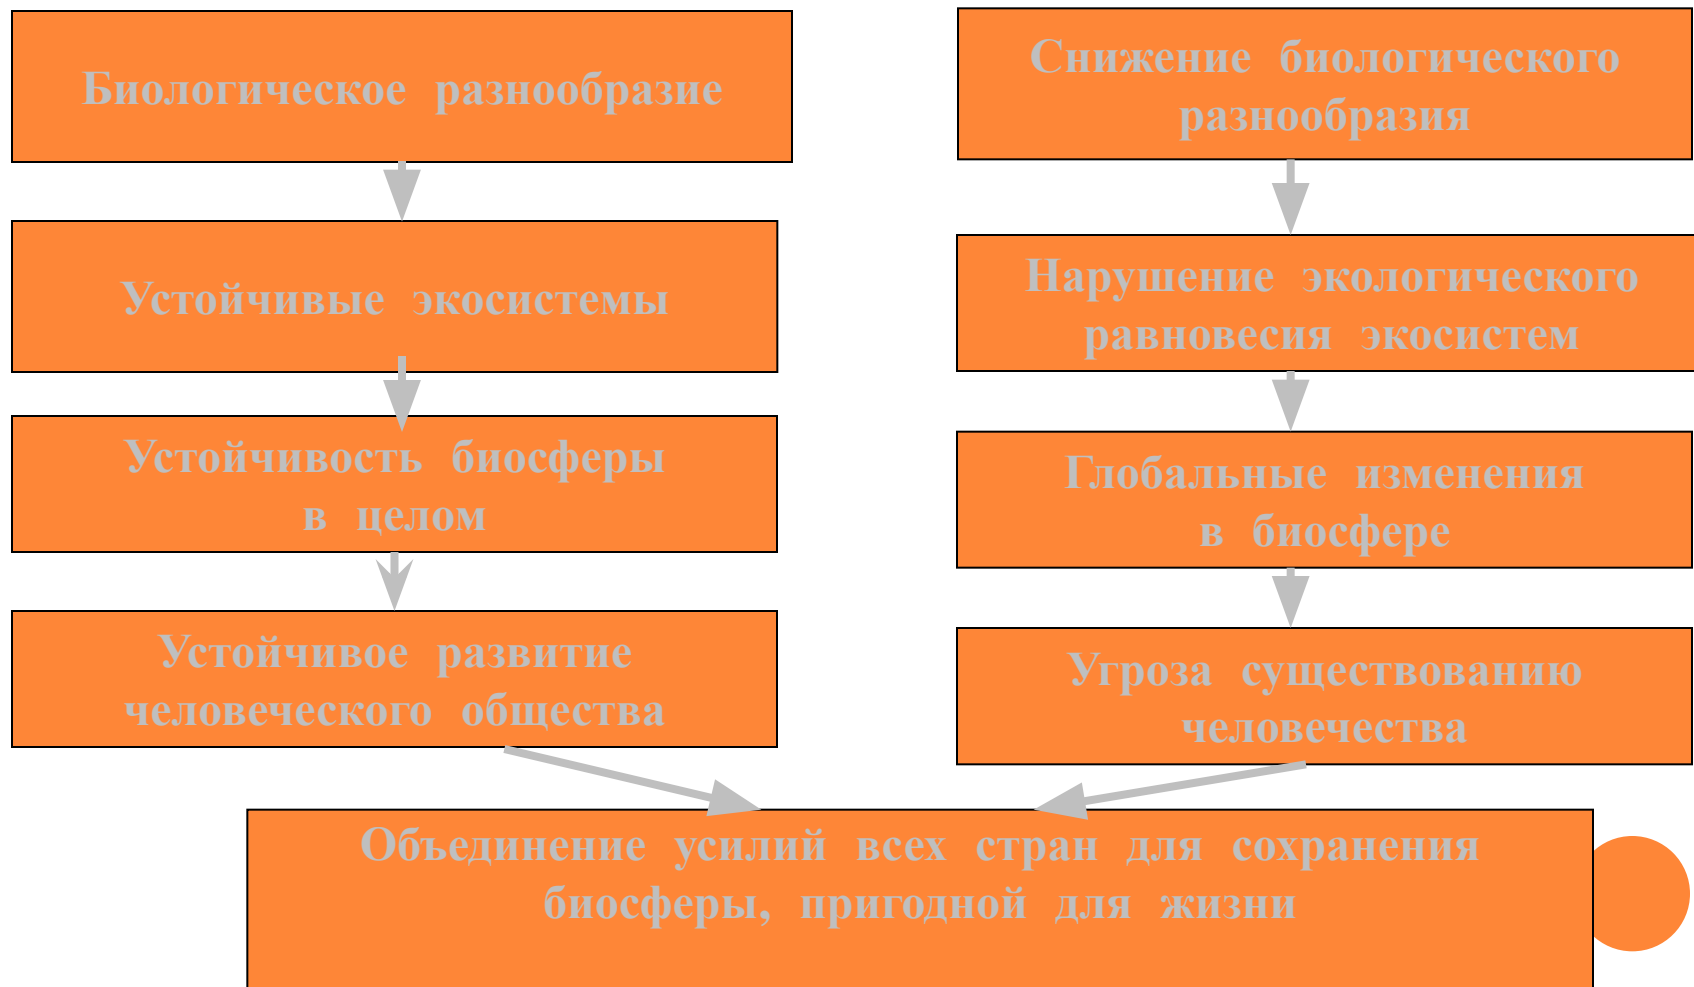 Биологическое разнообразие
Устойчивые экосистемы
Устойчивость биосферы
в целом
Устойчивое развитие
человеческого общества
Снижение биологического
разнообразия
Нарушение экологического
равновесия экосистем
Глобальные изменения
в биосфере
Угроза существованию
человечества
Объединение усилий всех стран для сохранения
биосферы, пригодной для жизни